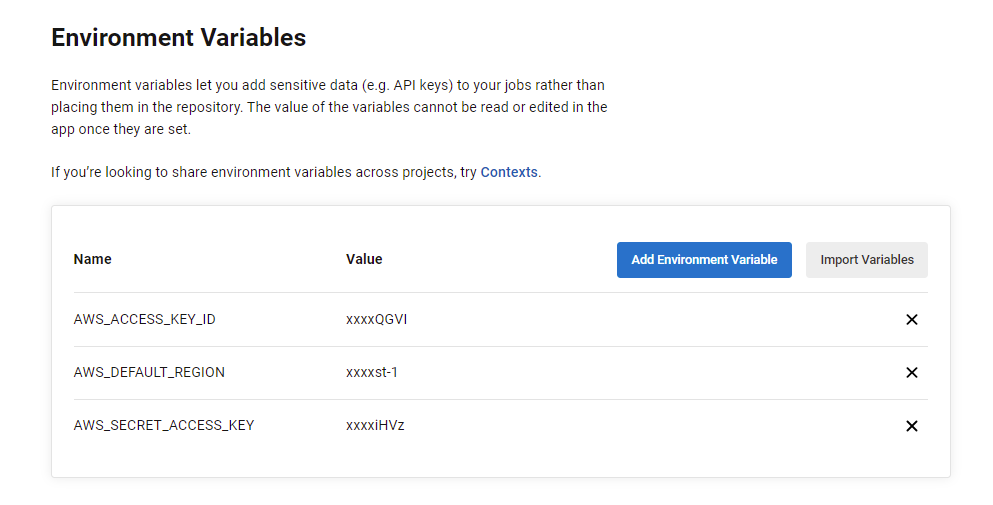 Environment Variables
Environment variables let you add sensitive data (e.g. API keys) to your jobs rather than
placing them in the repository. The value of the variables cannot be read or edited in the
app once they are set.
If you’re looking to share environment variables across projects, try Contexts.
Name Value Add Environment Variable Import Variables
AWS_ACCESS_KEY_ID xxxxQGVI
AWS_DEFAULT_REGION xxxxst-1
AWS_SECRET_ACCESS_KEY xxxxiHVz